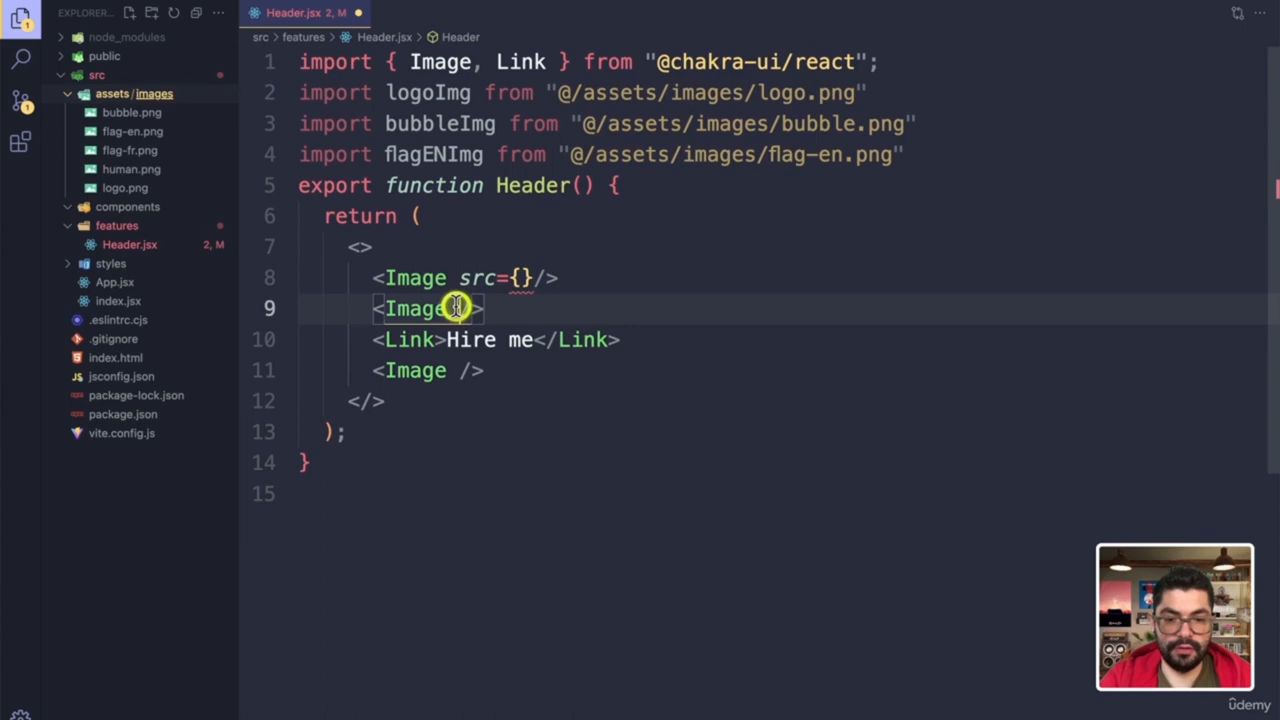 EXPLORER...
Header.jsx 2, M
node_modules
public
src
assets / images
bubble.png
flag-en.png
flag-fr.png
human.png
logo.png
components
features
Header.jsx 2, M
styles
App.jsx
index.jsx
.eslintrc.cjs
.gitignore
index.html
jsconfig.json
package-lock.json
package.json
vite.config.js
1
1
src › features › Header.jsx › Header
1 import { Image, Link } from "@chakra-ui/react";
2 import logoImg from "@/assets/images/logo.png"
3 import bubbleImg from "@/assets/images/bubble.png"
4 import flagENImg from "@/assets/images/flag-en.png"
5 export function Header() {
6 return (
7 <>
8 <Image src={}/>
9 <Image />
10 <Link>Hire me</Link>
11 <Image />
12 </>
13 );
14 }
15
ûdemy